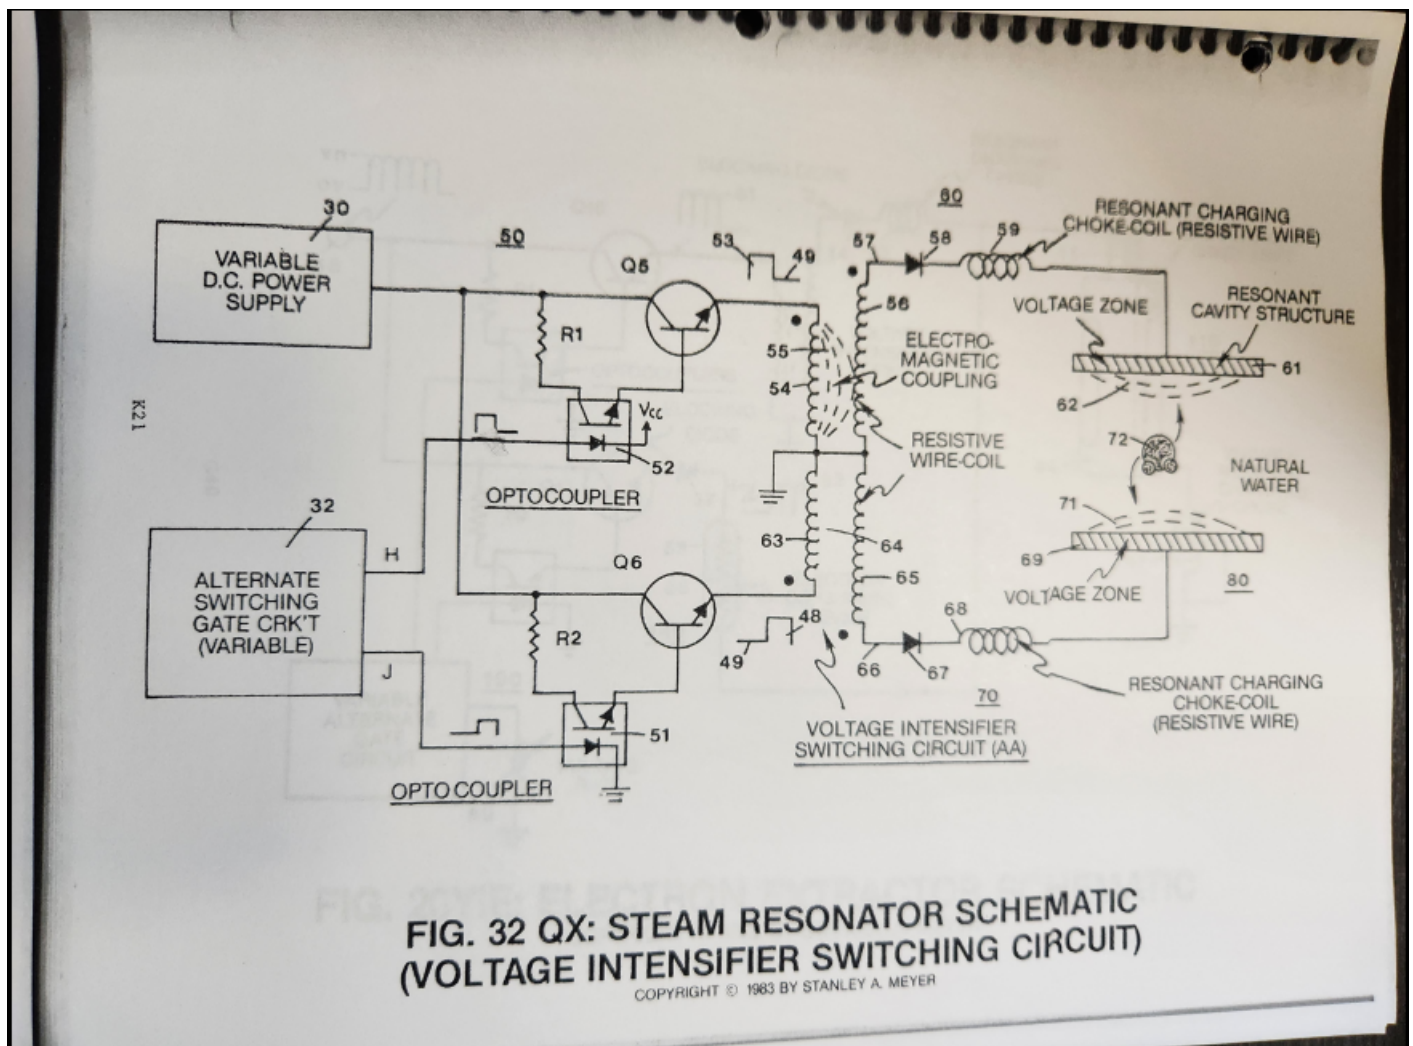 30
VARIABLE
D.C. POWER
SUPPLY
50
Q5
R1
53
49
57
60
58
59
RESONANT CHARGING
CHOKE-COIL (RESISTIVE WIRE)
56
55
54
ELECTRO-
MAGNETIC
COUPLING
VOLTAGE ZONE
RESONANT
CAVITY STRUCTURE
61
62
72
NATURAL
WATER
71
69
VOLTAGE ZONE
80
K21
VCC
52
OPTOCOUPLER
RESISTIVE
WIRE-COIL
32
ALTERNATE
SWITCHING
GATE CRK'T
(VARIABLE)
H
J
Q6
R2
63
64
65
48
49
66
67
68
70
RESONANT CHARGING
CHOKE-COIL
(RESISTIVE WIRE)
51
OPTO COUPLER
VOLTAGE INTENSIFIER
SWITCHING CIRCUIT (AA)
FIG. 32 QX: STEAM RESONATOR SCHEMATIC
(VOLTAGE INTENSIFIER SWITCHING CIRCUIT)
COPYRIGHT © 1983 BY STANLEY A. MEYER